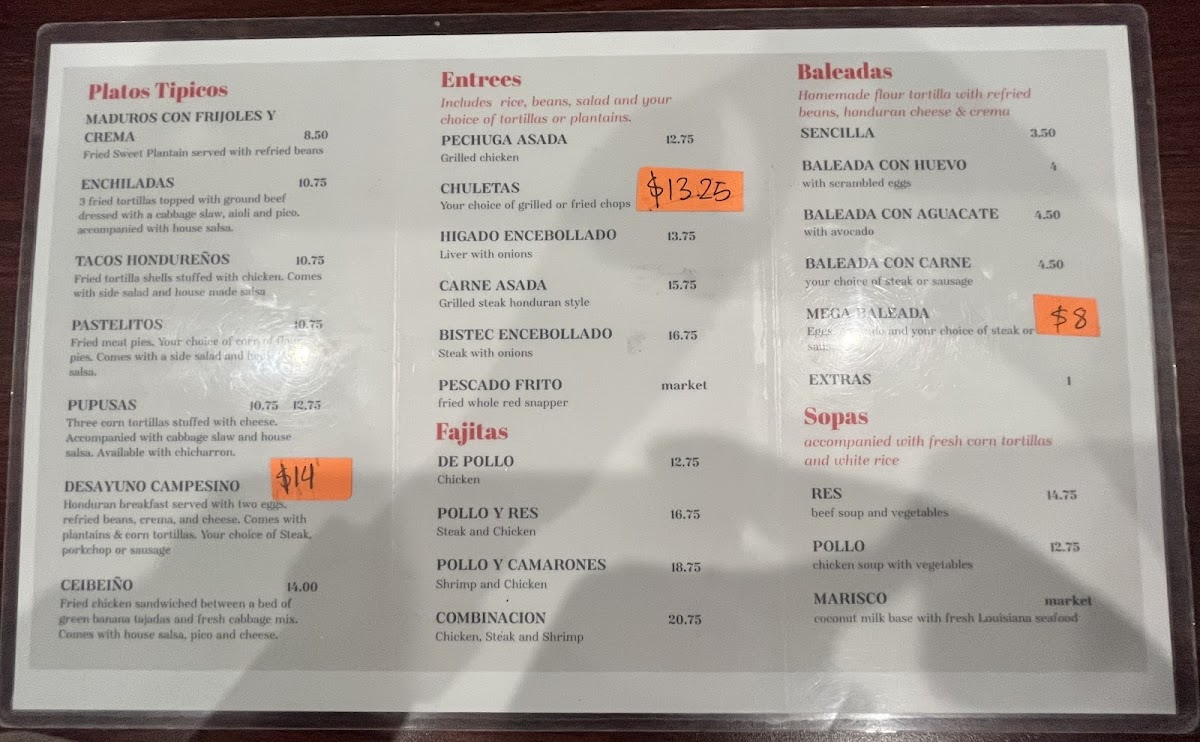 Platos Tipicos
MADUROS CON FRIJOLES Y
CREMA 8.50
Fried Sweet Plantain served with refried beans
ENCHILADAS 10.75
3 fried tortillas topped with ground beef
dressed with a cabbage slaw, aioli and pico.
accompanied with house salsa.
TACOS HONDUREÑOS 10.75
Fried tortilla shells stuffed with chicken. Comes
with side salad and house made salsa
PASTELITOS 10.75
Fried meat pies. Your choice of corn of flour
pies. Comes with a side salad and
salsa.
PUPUSAS 10.75 12.75
Three corn tortillas stuffed with cheese.
Accompanied with cabbage slaw and house
salsa. Available with chicharron.
DESAYUNO CAMPESINO $14
Honduran breakfast served with two eggs,
refried beans, crema, and cheese. Comes with
plantains & corn tortillas. Your choice of Steak,
porkchop or sausage
CEIBEIÑO 14.00
Fried chicken sandwiched between a bed of
green banana tajadas and fresh cabbage mix.
Comes with house salsa, pico and cheese.
Entrees
Includes rice, beans, salad and your
choice of tortillas or plantains.
PECHUGA ASADA 12.75
Grilled chicken
CHULETAS $13.25
Your choice of grilled or fried chops
HIGADO ENCEBOLLADO 13.75
Liver with onions
CARNE ASADA 15.75
Grilled steak honduran style
BISTEC ENCEBOLLADO 16.75
Steak with onions
PESCADO FRITO market
fried whole red snapper
Fajitas
DE POLLO 12.75
Chicken
POLLO Y RES 16.75
Steak and Chicken
POLLO Y CAMARONES 18.75
Shrimp and Chicken
COMBINACION 20.75
Chicken, Steak and Shrimp
Baleadas
Homemade flour tortilla with refried
beans, honduran cheese & crema
SENCILLA 3.50
BALEADA CON HUEVO 4
with scrambled eggs
BALEADA CON AGUACATE 4.50
with avocado
BALEADA CON CARNE 4.50
your choice of steak or sausage
MEGA BALEADA $8
Eggs, and your choice of steak or
EXTRAS 1
Sopas
accompanied with fresh corn tortillas
and white rice
RES 14.75
beef soup and vegetables
POLLO 12.75
chicken soup with vegetables
MARISCO market
coconut milk base with fresh Louisiana seafood